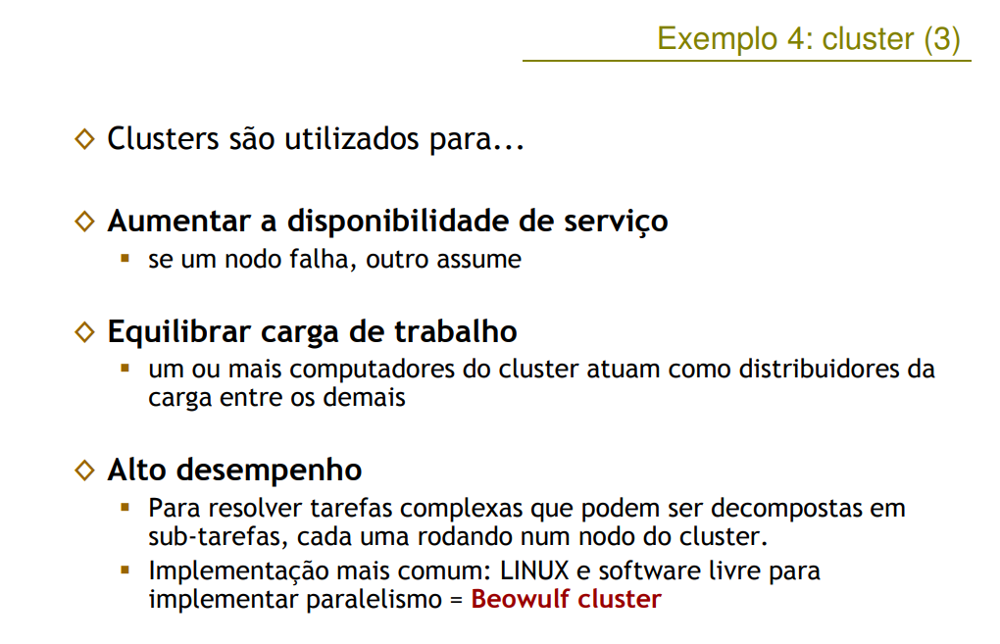 Exemplo 4: cluster (3)
Clusters são utilizados para...
Aumentar a disponibilidade de serviço
se um nodo falha, outro assume
Equilibrar carga de trabalho
um ou mais computadores do cluster atuam como distribuidores da
carga entre os demais
Alto desempenho
Para resolver tarefas complexas que podem ser decompostas em
sub-tarefas, cada uma rodando num nodo do cluster.
Implementação mais comum: LINUX e software livre para
implementar paralelismo = Beowulf cluster